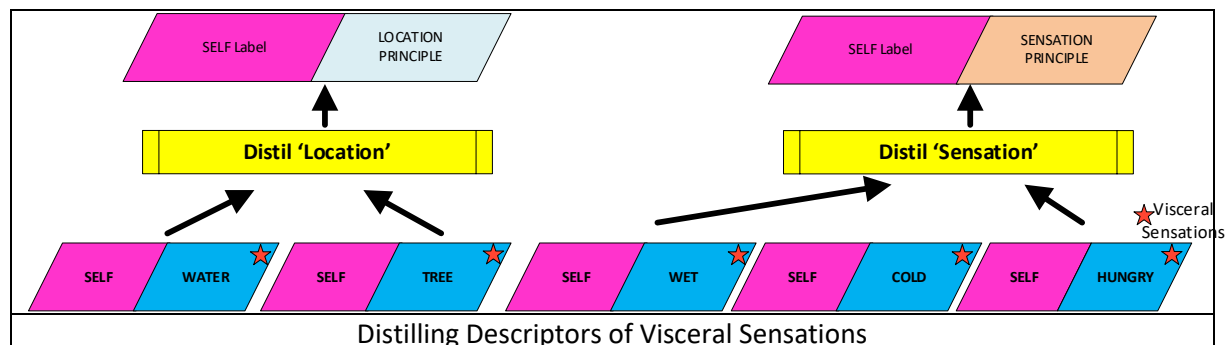 SELF Label
LOCATION
PRINCIPLE
SELF Label
SENSATION
PRINCIPLE
Distil ‘Location’
Distil ‘Sensation’
Visceral
Sensations
SELF
WATER
SELF
TREE
SELF
WET
SELF
COLD
SELF
HUNGRY
Distilling Descriptors of Visceral Sensations